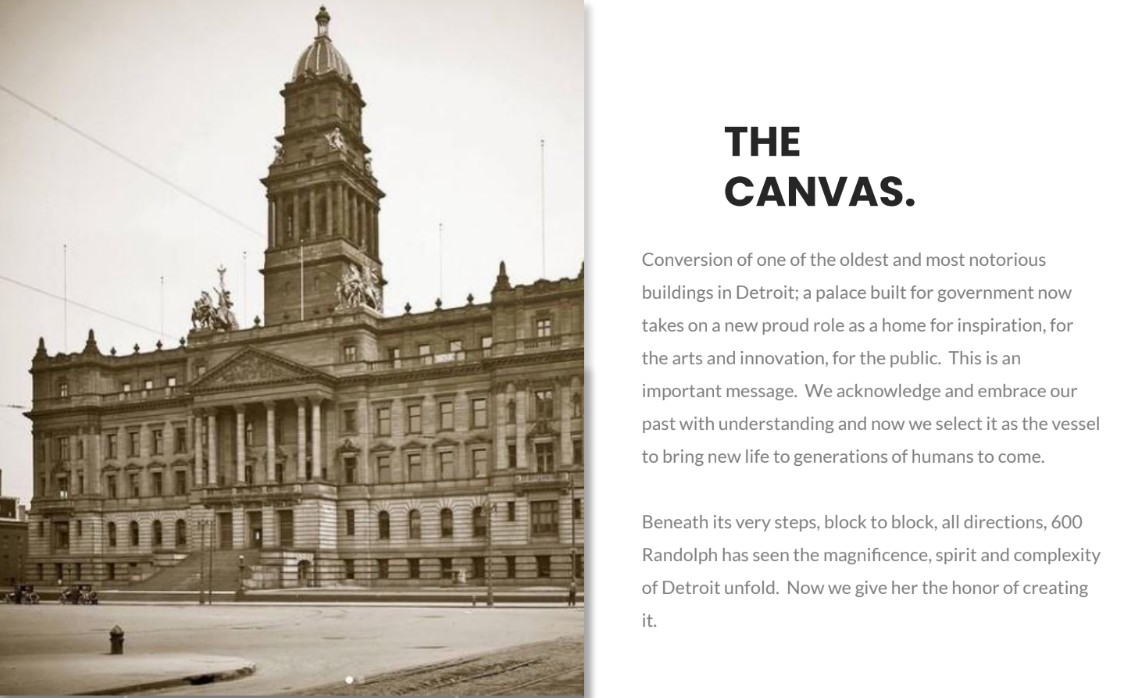 THE
CANVAS.
Conversion of one of the oldest and most notorious
buildings in Detroit; a palace built for government now
takes on a new proud role as a home for inspiration, for
the arts and innovation, for the public.  This is an
important message.  We acknowledge and embrace our
past with understanding and now we select it as the vessel
to bring new life to generations of humans to come.
Beneath its very steps, block to block, all directions, 600
Randolph has seen the magnificence, spirit and complexity
of Detroit unfold.  Now we give her the honor of creating
it.